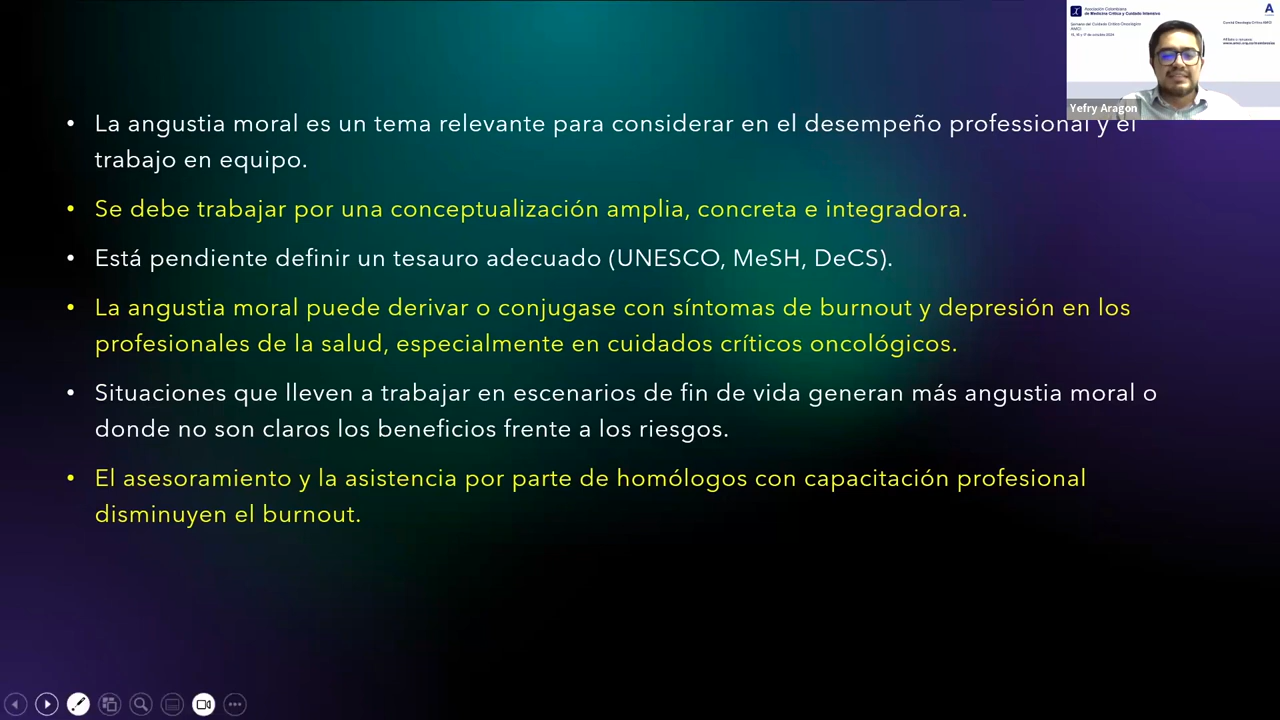 Asociación Colombiana
de Medicina Crítica y Cuidado Intensivo
Yefry Aragon
• La angustia moral es un tema relevante para considerar en el desempeño professional y el
trabajo en equipo.
• Se debe trabajar por una conceptualización amplia, concreta e integradora.
• Está pendiente definir un tesauro adecuado (UNESCO, MeSH, DeCS).
• La angustia moral puede derivar o conjugase con síntomas de burnout y depresión en los
profesionales de la salud, especialmente en cuidados críticos oncológicos.
• Situaciones que lleven a trabajar en escenarios de fin de vida generan más angustia moral o
donde no son claros los beneficios frente a los riesgos.
• El asesoramiento y la asistencia por parte de homólogos con capacitación profesional
disminuyen el burnout.